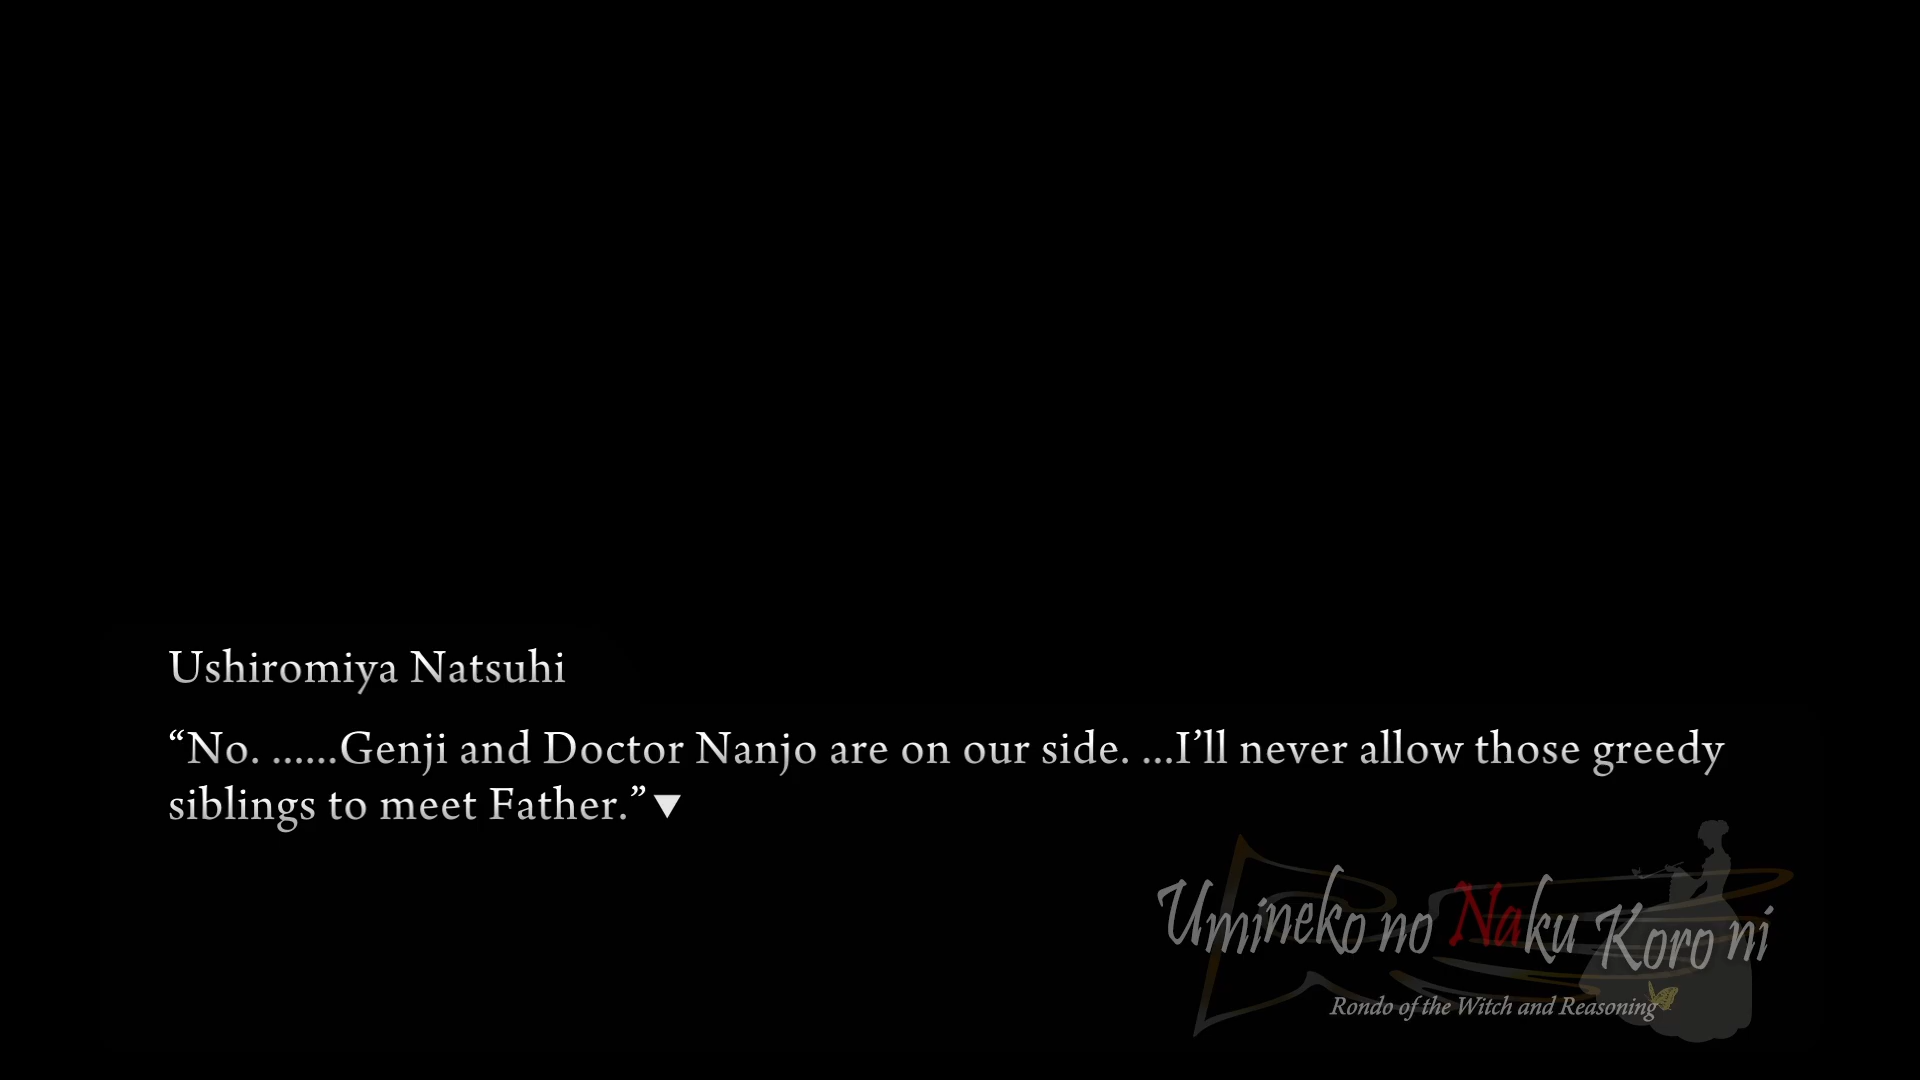 Ushiromiya Natsuhi
“No. ......Genji and Doctor Nanjo are on our side. ...I’ll never allow those greedy
siblings to meet Father.”▼
Umineko no Naku Koro ni
Rondo of the Witch and Reasoning